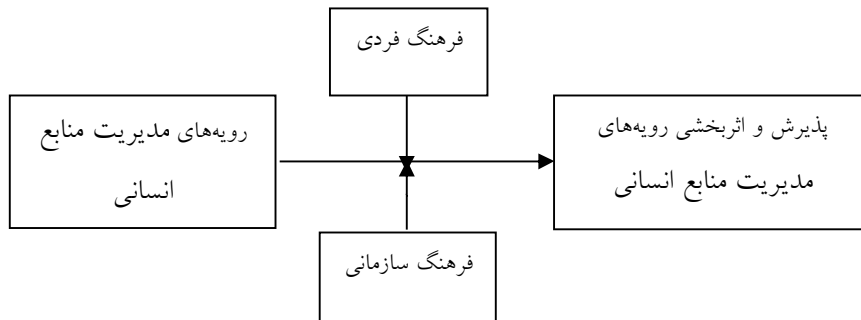 فرهنگ فردی
رویه‌های مدیریت منابع
انسانی
پذیرش و اثربخشی رویه‌های
مدیریت منابع انسانی
فرهنگ سازمانی